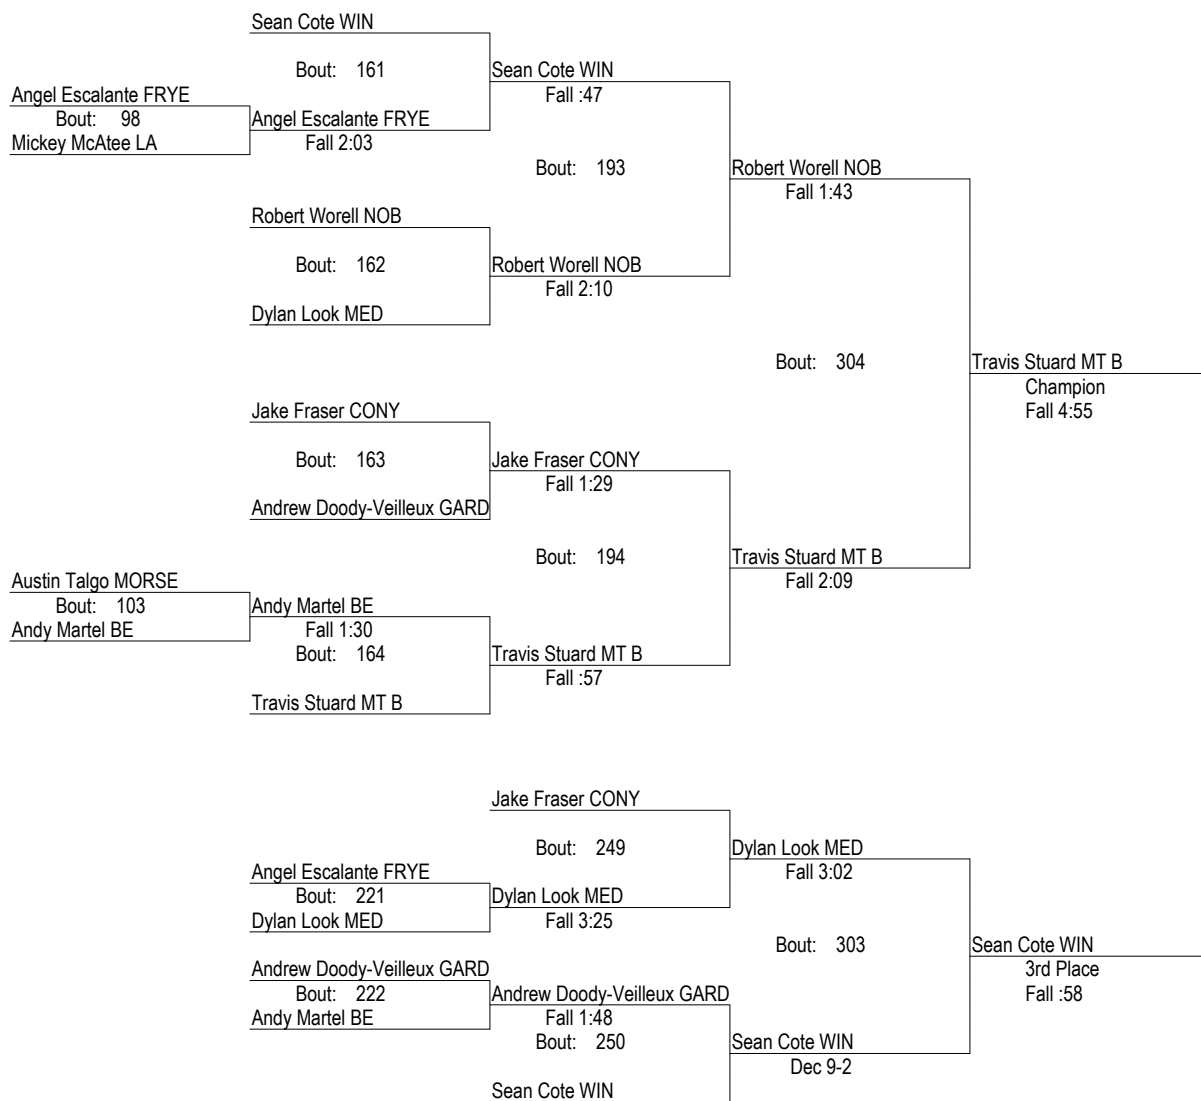 Sean Cote WIN
Bout: 161
Sean Cote WIN
Angel Escalante FRYE
Fall :47
Bout: 98
Angel Escalante FRYE
Mickey McAtee LA
Fall 2:03
Bout: 193
Robert Worell NOB
Fall 1:43
Robert Worell NOB
Bout: 162
Robert Worell NOB
Fall 2:10
Dylan Look MED
Bout: 304
Travis Stuard MT B
Champion
Fall 4:55
Jake Fraser CONY
Bout: 163
Jake Fraser CONY
Fall 1:29
Andrew Doody-Veilleux GARD
Bout: 194
Travis Stuard MT B
Fall 2:09
Austin Talgo MORSE
Bout: 103
Andy Martel BE
Andy Martel BE
Fall 1:30
Bout: 164
Travis Stuard MT B
Fall :57
Travis Stuard MT B
Jake Fraser CONY
Bout: 249
Dylan Look MED
Fall 3:02
Angel Escalante FRYE
Bout: 221
Dylan Look MED
Dylan Look MED
Fall 3:25
Bout: 303
Sean Cote WIN
3rd Place
Fall :58
Andrew Doody-Veilleux GARD
Bout: 222
Andrew Doody-Veilleux GARD
Andy Martel BE
Fall 1:48
Bout: 250
Sean Cote WIN
Dec 9-2
Sean Cote WIN